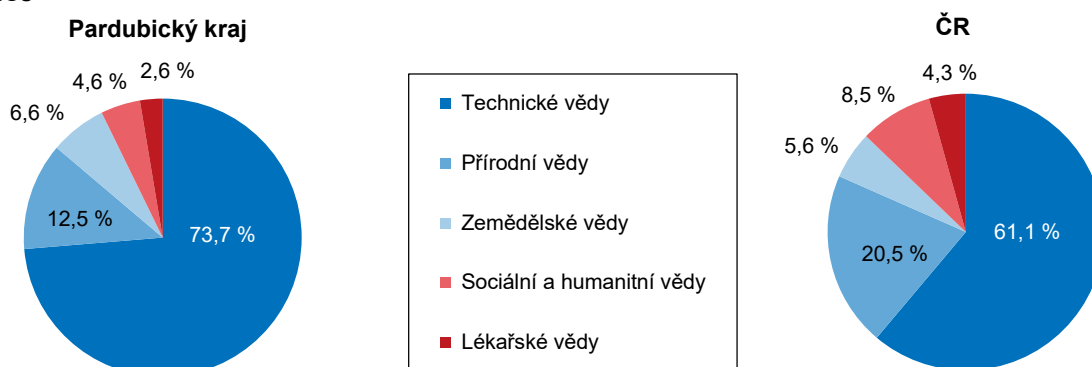 Pardubický kraj
2,6 %
4,6 %
6,6 %
12,5 %
73,7 %
Technické vědy
Přírodní vědy
Zemědělské vědy
Sociální a humanitní vědy
Lékařské vědy
ČR
4,3 %
8,5 %
5,6 %
20,5 %
61,1 %